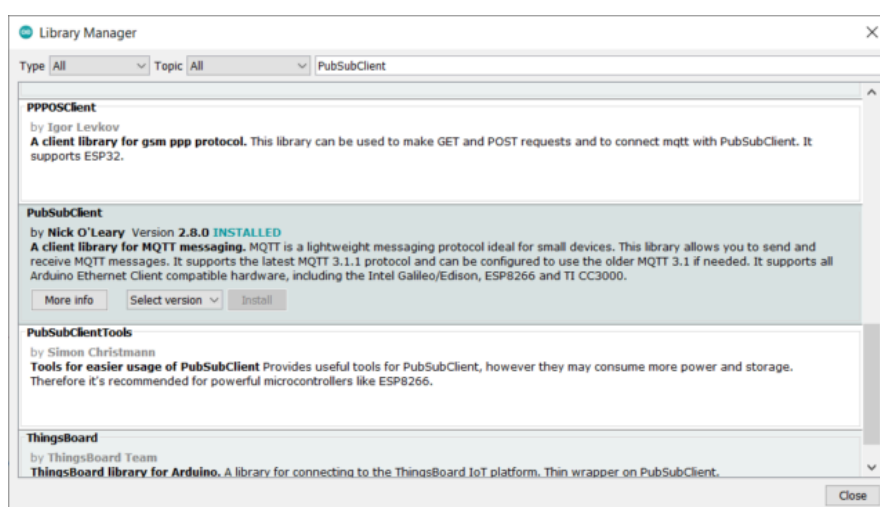 Library Manager
Type All Topic All PubSubClient
PPPOSClient
by Igor Levkov
A client library for gsm ppp protocol. This library can be used to make GET and POST requests and to connect mqtt with PubSubClient. It
supports ESP32.
PubSubClient
by Nick O'Leary Version 2.8.0 INSTALLED
A client library for MQTT messaging. MQTT is a lightweight messaging protocol ideal for small devices. This library allows you to send and
receive MQTT messages. It supports the latest MQTT 3.1.1 protocol and can be configured to use the older MQTT 3.1 if needed. It supports all
Arduino Ethernet Client compatible hardware, including the Intel Galileo/Edison, ESP8266 and TI CC3000.
More info Select version Install
PubSubClientTools
by Simon Christmann
Tools for easier usage of PubSubClient Provides useful tools for PubSubClient, however they may consume more power and storage.
Therefore it's recommended for powerful microcontrollers like ESP8266.
ThingsBoard
by ThingsBoard Team
ThingsBoard library for Arduino. A library for connecting to the ThingsBoard IoT platform. Thin wrapper on PubSubClient.
Close